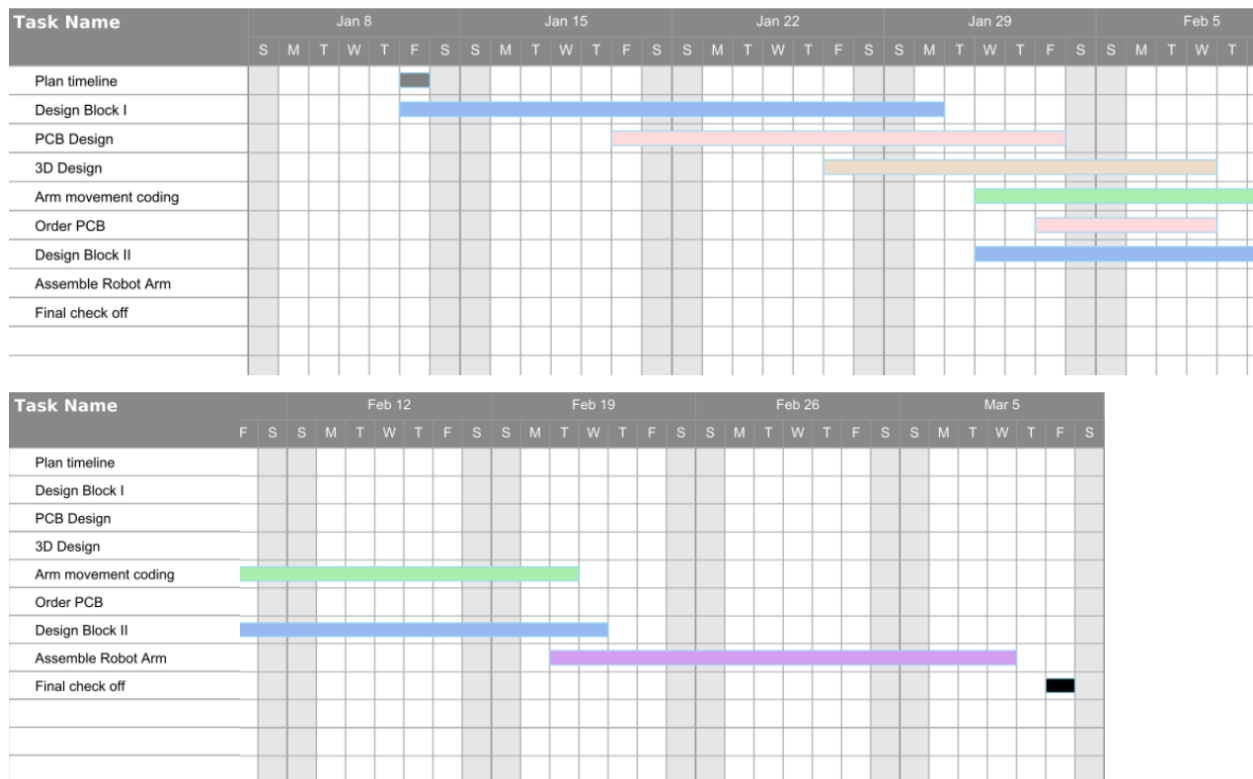 Task Name Jan 8 Jan 15 Jan 22 Jan 29 Feb 5
S M T W T F S S M T W T F S S M T W T F S S M T W T F S S M T W T
Plan timeline
Design Block I
PCB Design
3D Design
Arm movement coding
Order PCB
Design Block II
Assemble Robot Arm
Final check off
Task Name Feb 12 Feb 19 Feb 26 Mar 5
F S S M T W T F S S M T W T F S S M T W T F S S M T W T F S
Plan timeline
Design Block I
PCB Design
3D Design
Arm movement coding
Order PCB
Design Block II
Assemble Robot Arm
Final check off